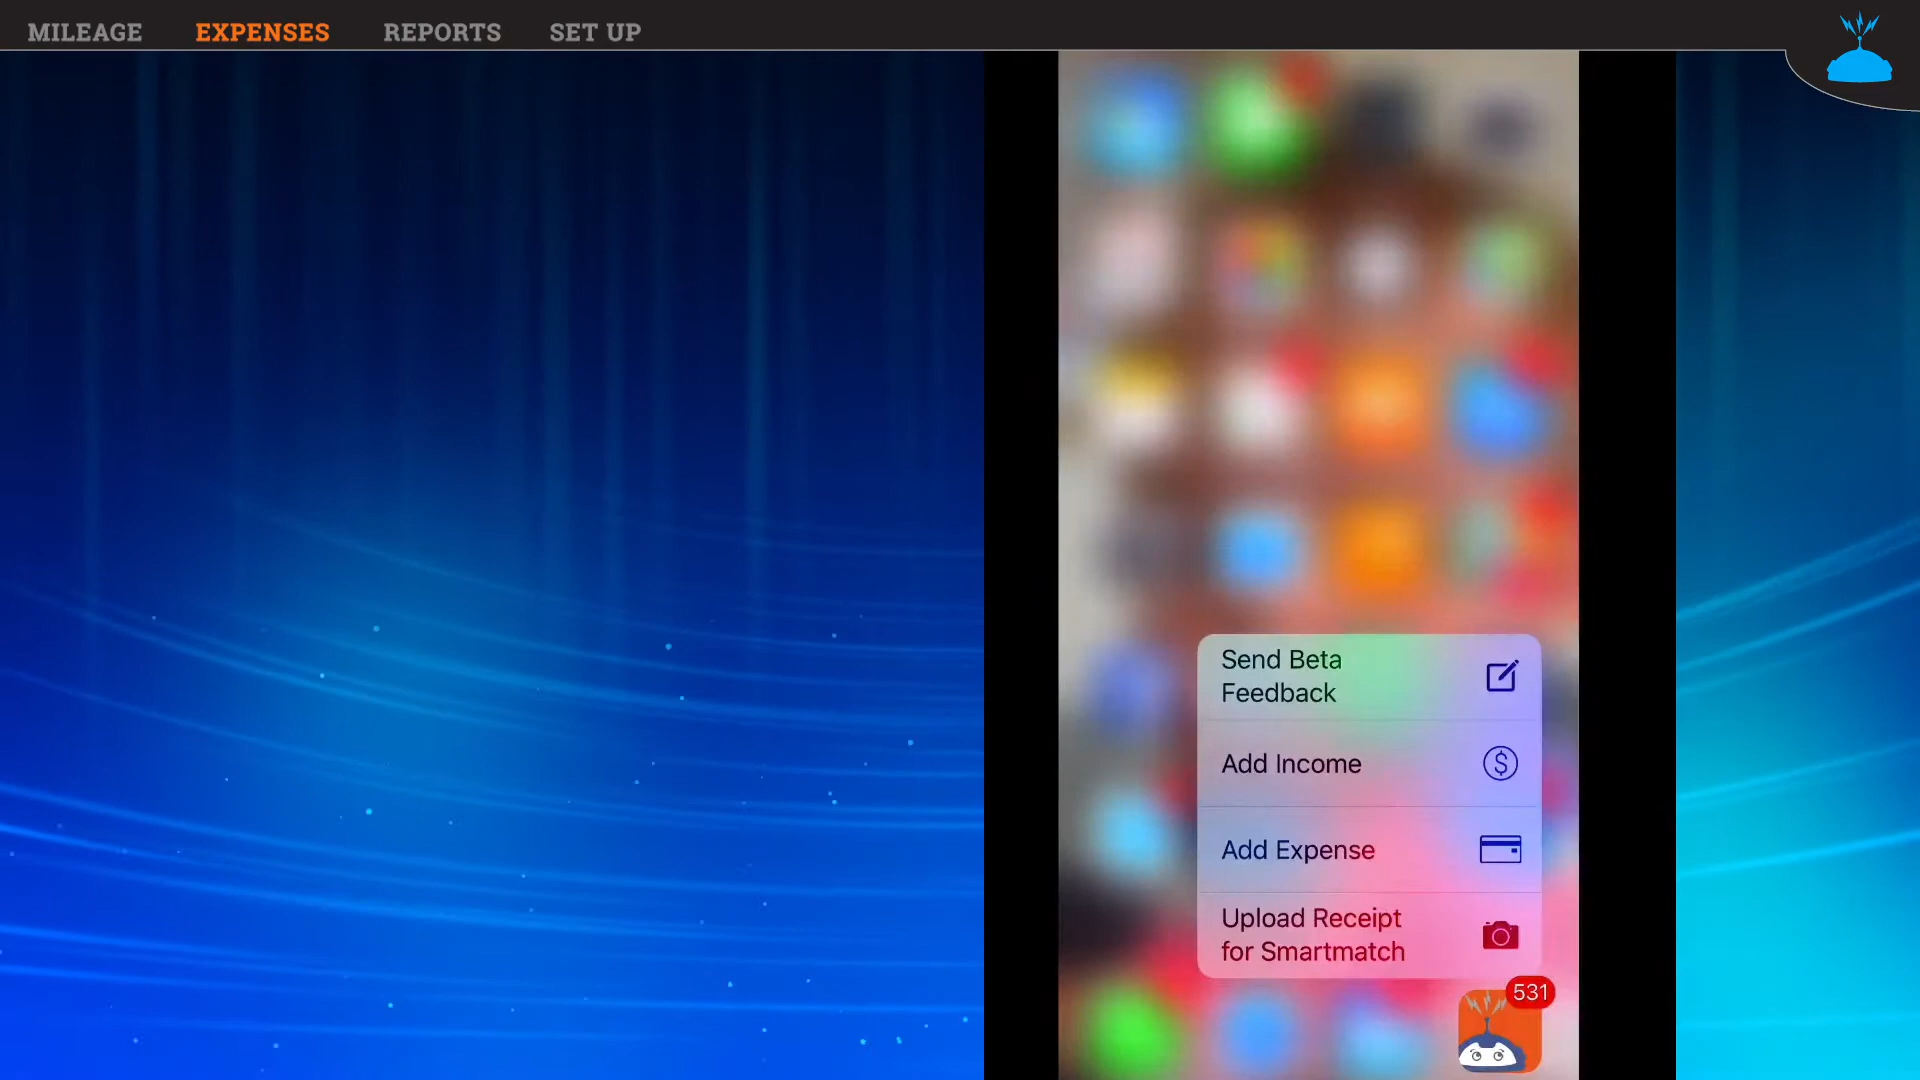 MILEAGE EXPENSES REPORTS SET UP
Send Beta
Feedback
Add Income
Add Expense
Upload Receipt
for Smartmatch
531